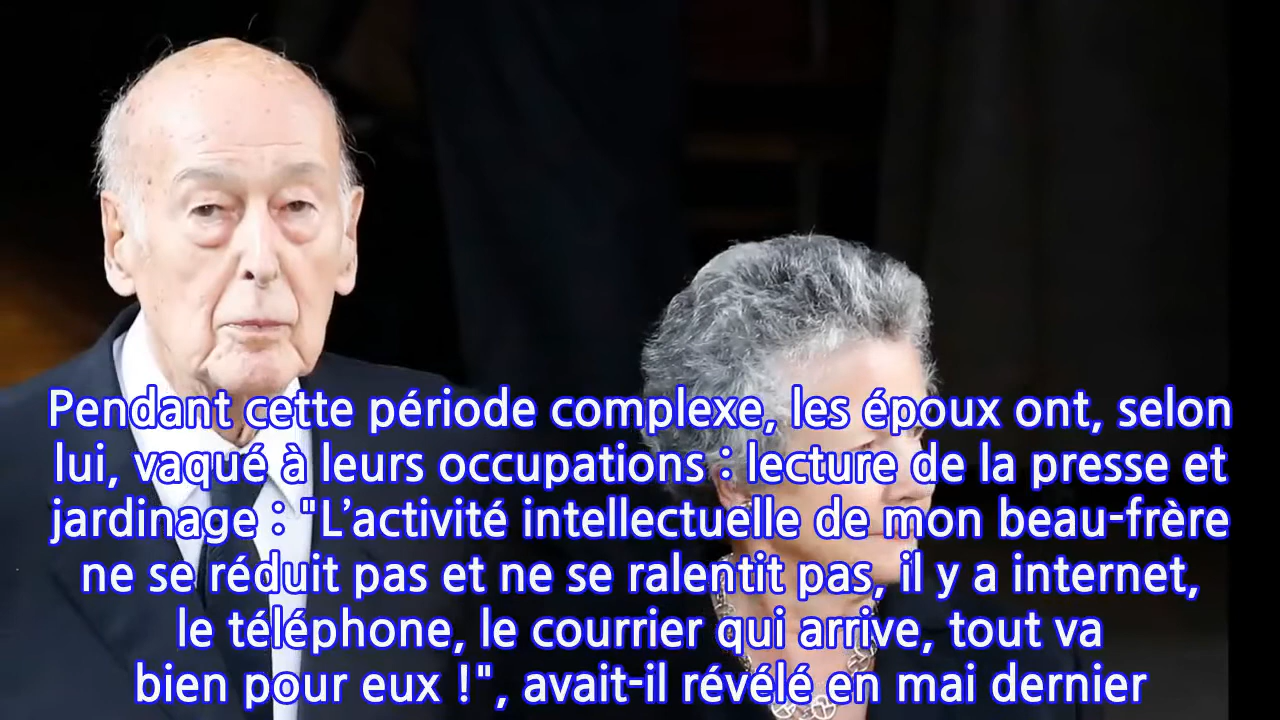 Pendant cette période complexe, les époux ont, selon
lui, vaqué à leurs occupations : lecture de la presse et
jardinage : "L’activité intellectuelle de mon beau-frère
ne se réduit pas et ne se ralentit pas, il y a internet,
le téléphone, le courrier qui arrive, tout va
bien pour eux !", avait-il révélé en mai dernier